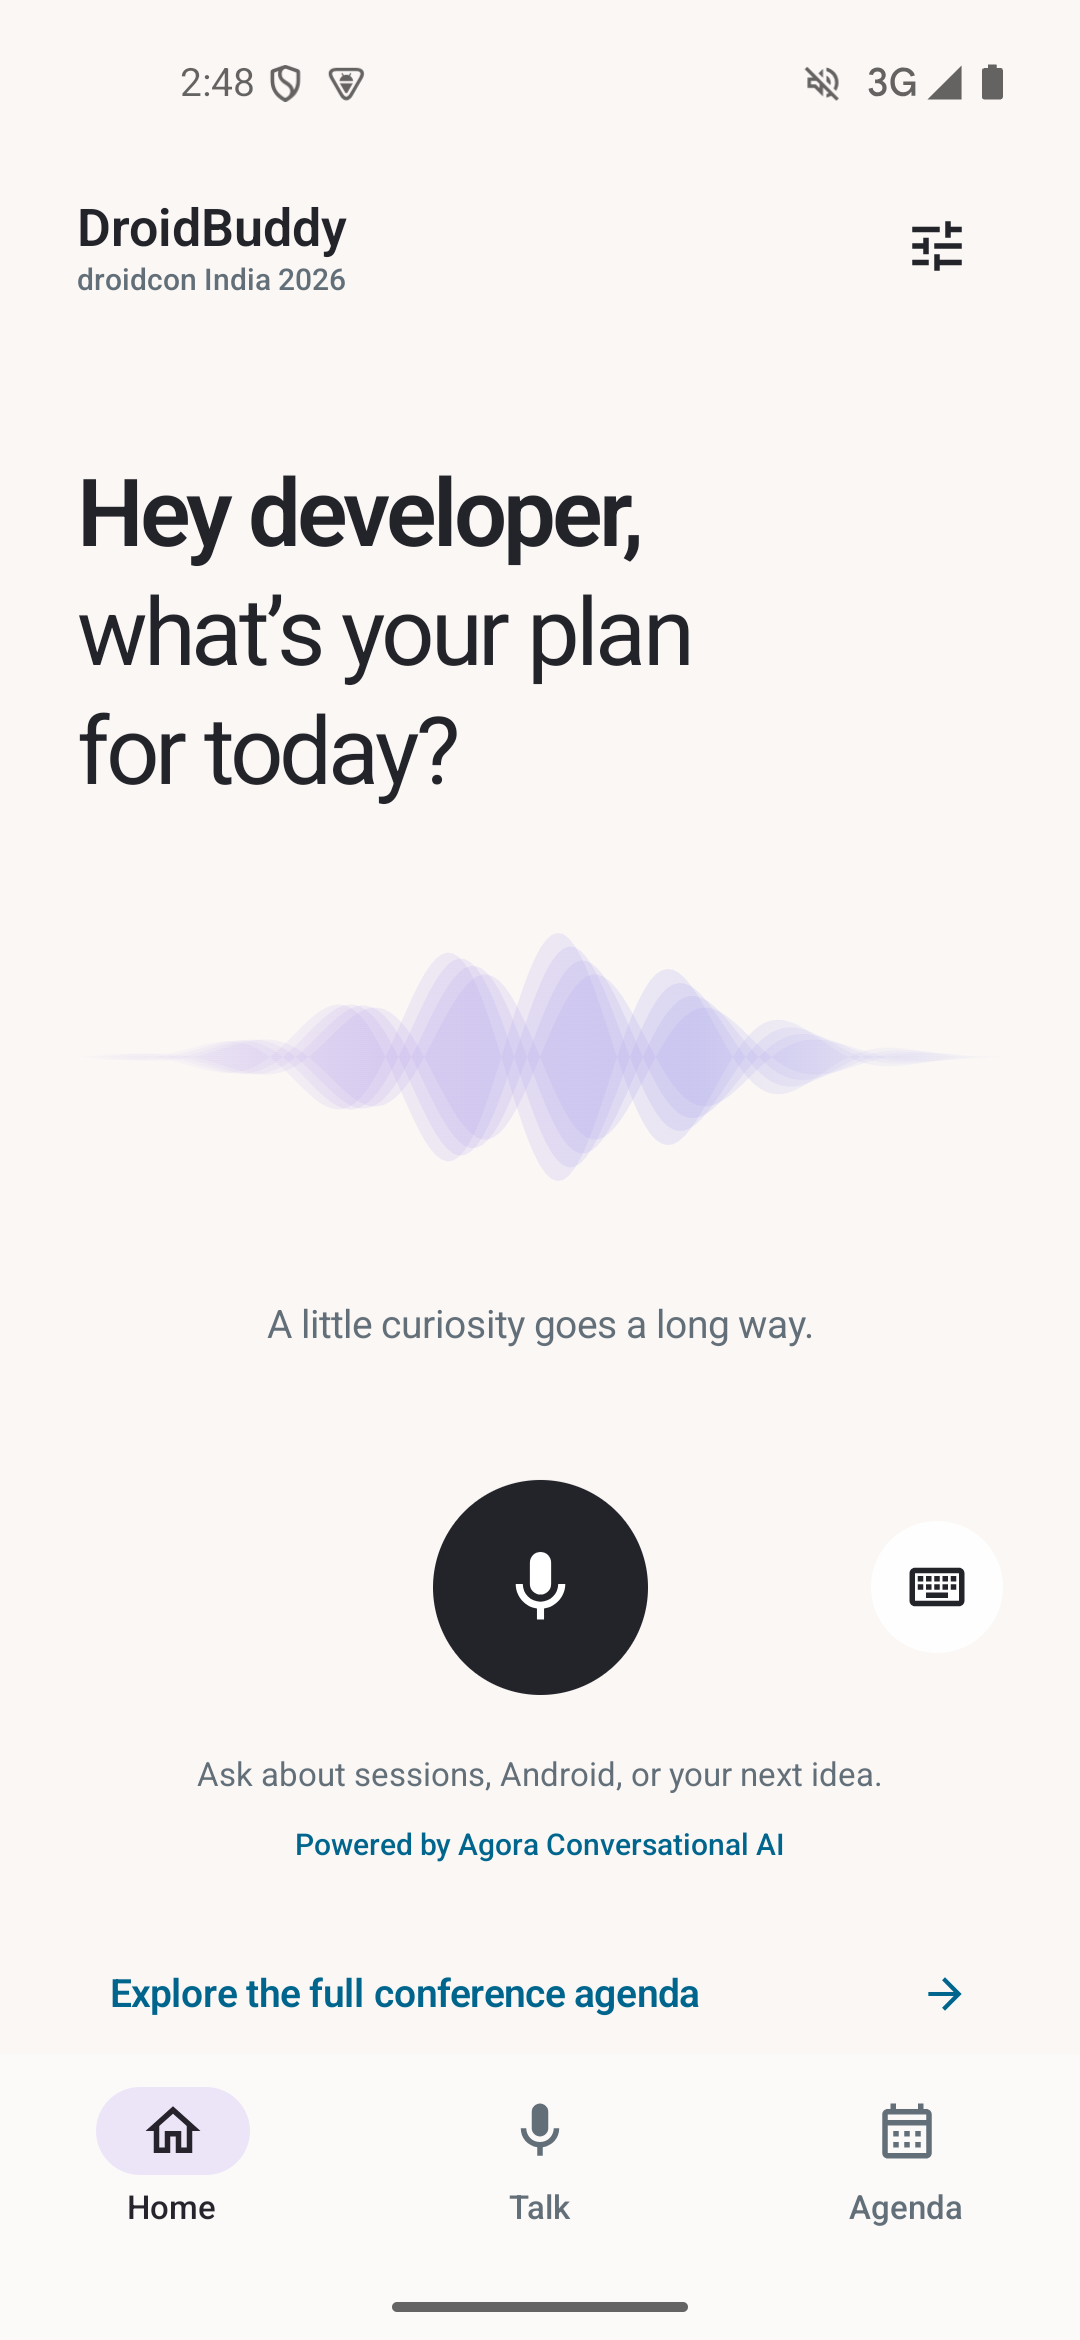 2:48
3G
DroidBuddy
droidcon India 2026
Hey developer,
what’s your plan
for today?
A little curiosity goes a long way.
Ask about sessions, Android, or your next idea.
Powered by Agora Conversational AI
Explore the full conference agenda
Home
Talk
Agenda